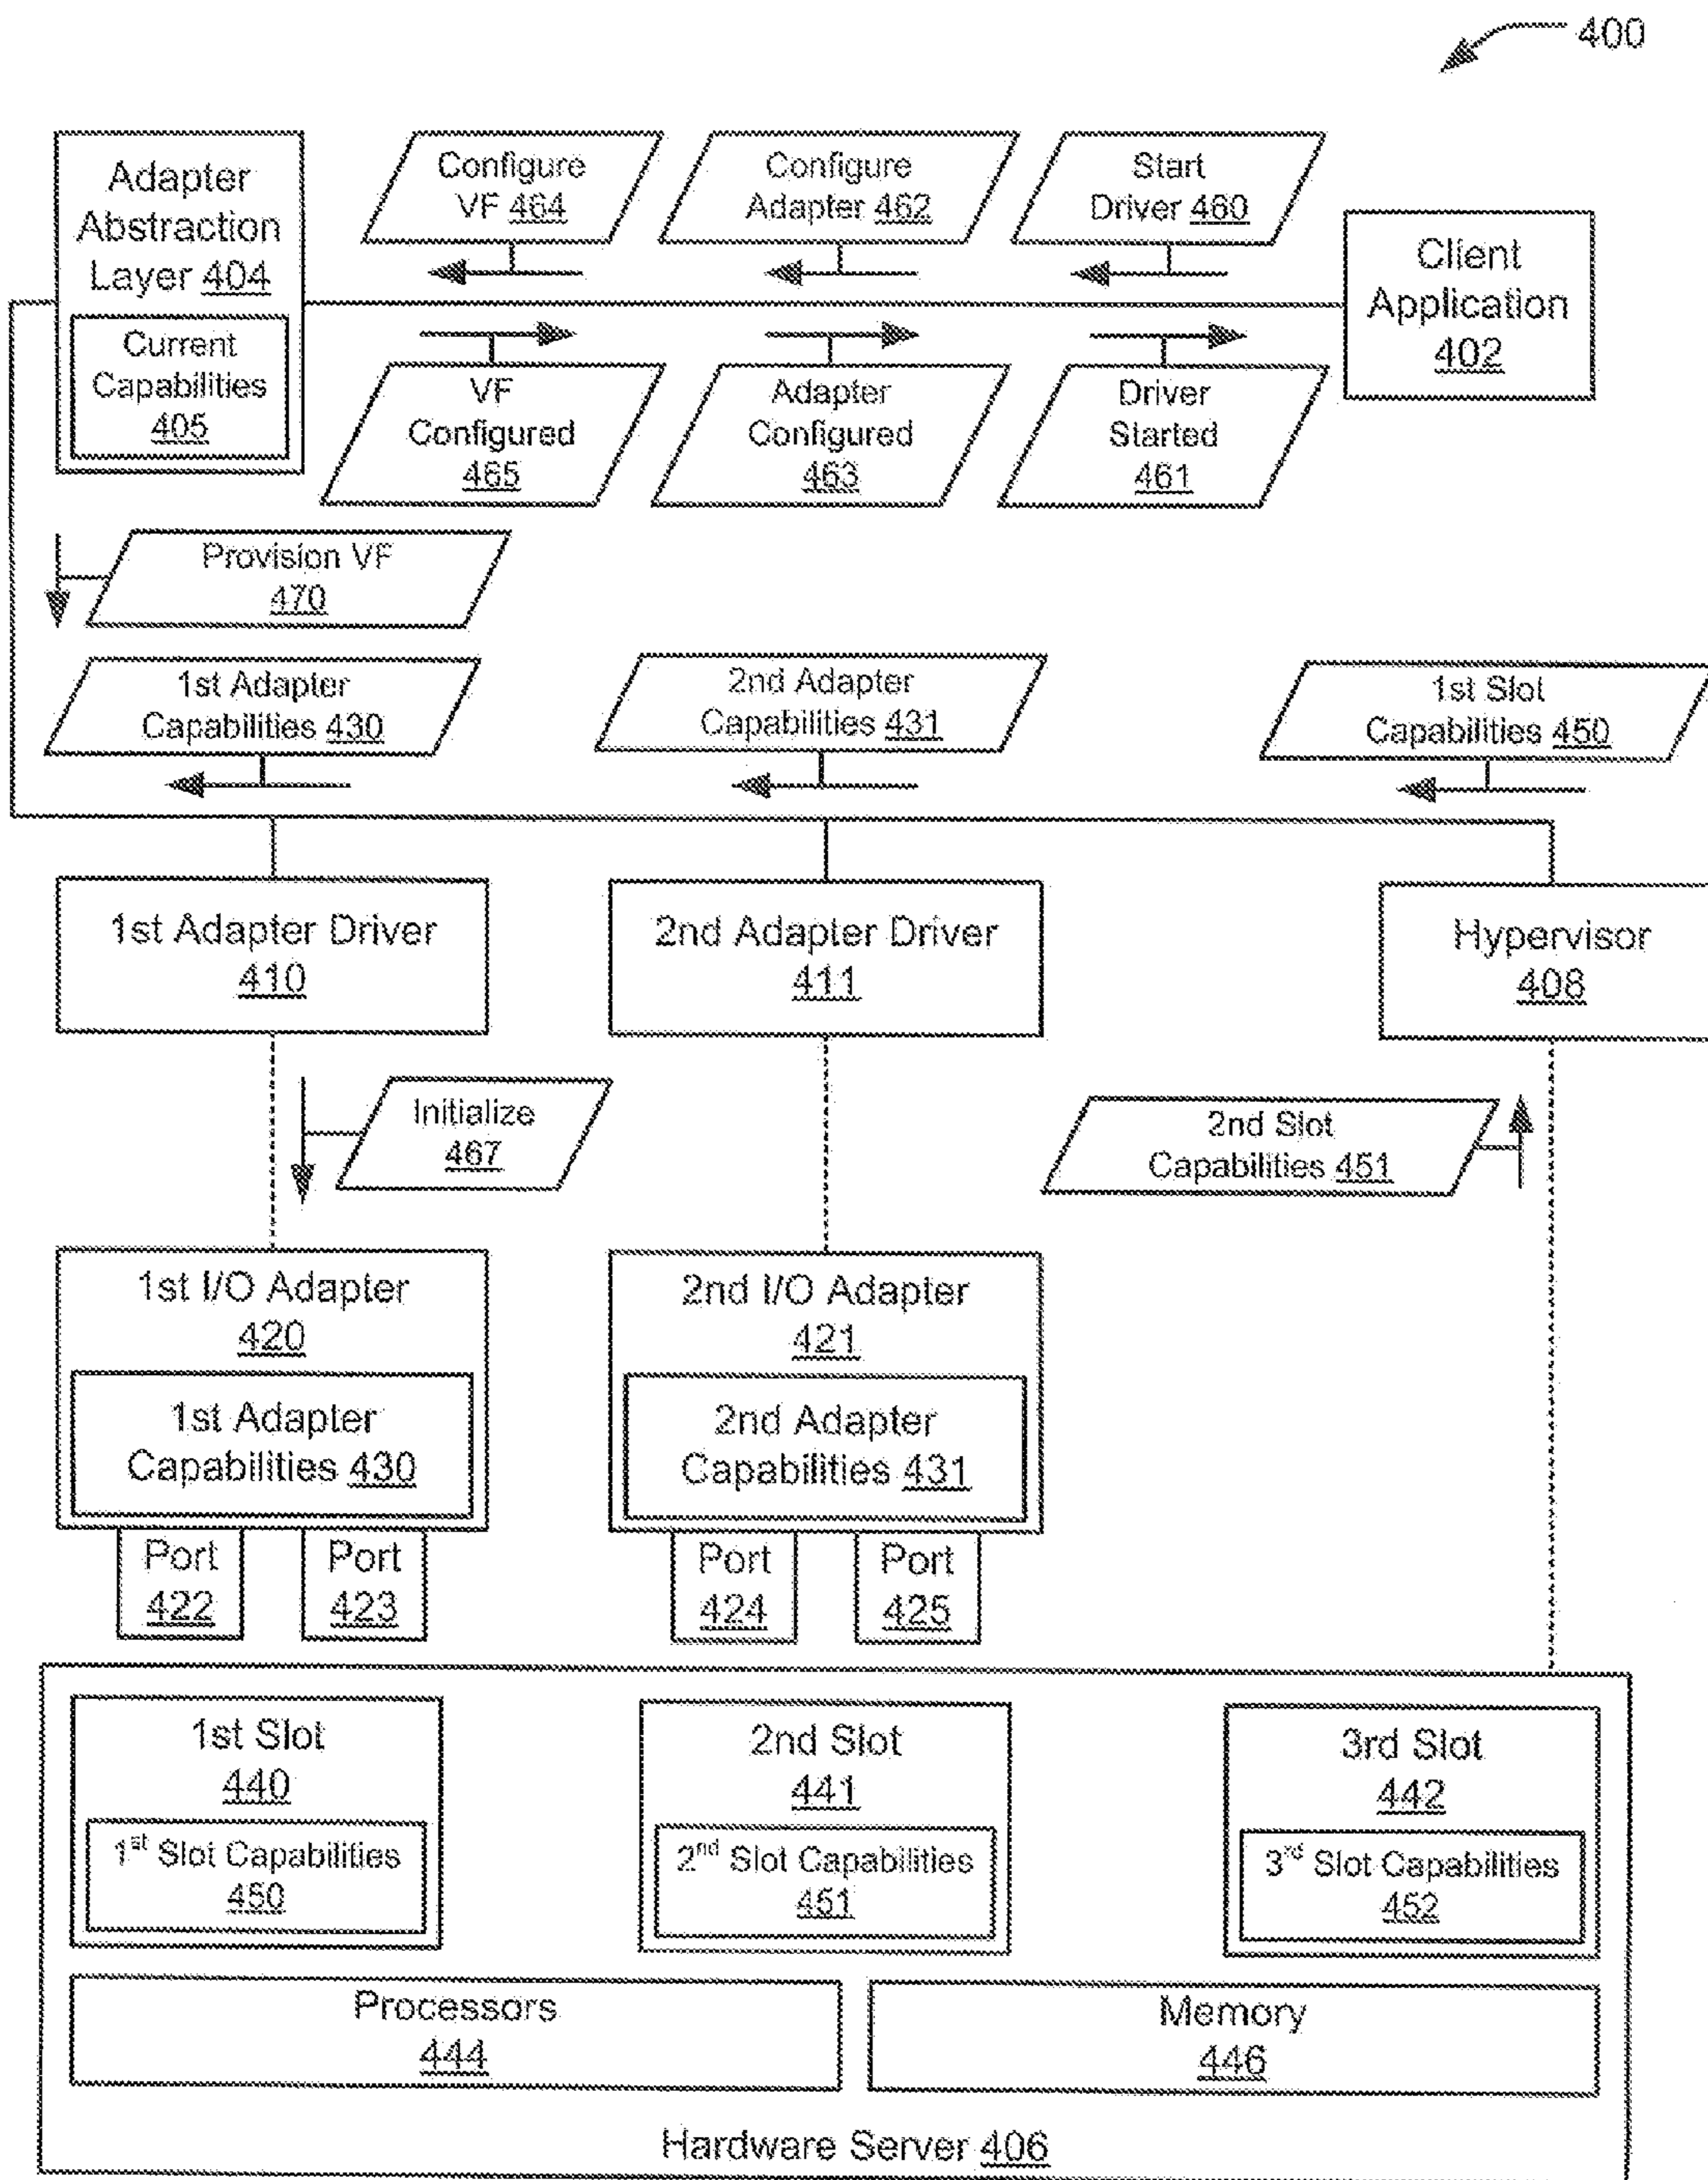 400
Adapter
Abstraction
Layer 404
Current
Capabilities
405
Configure
VF 464
Configure
Adapter 462
Start
Driver 460
Client
Application
402
VF
Configured
465
Adapter
Configured
463
Driver
Started
461
Provision VF
470
1st Adapter
Capabilities 430
2nd Adapter
Capabilities 431
1st Slot
Capabilities 450
1st Adapter Driver
410
2nd Adapter Driver
411
Hypervisor
408
Initialize
467
2nd Slot
Capabilities 451
1st I/O Adapter
420
1st Adapter
Capabilities 430
2nd I/O Adapter
421
2nd Adapter
Capabilities 431
Port
422
Port
423
Port
424
Port
425
1st Slot
440
1st Slot Capabilities
450
2nd Slot
441
2nd Slot Capabilities
451
3rd Slot
442
3rd Slot Capabilities
452
Processors
444
Memory
446
Hardware Server 406